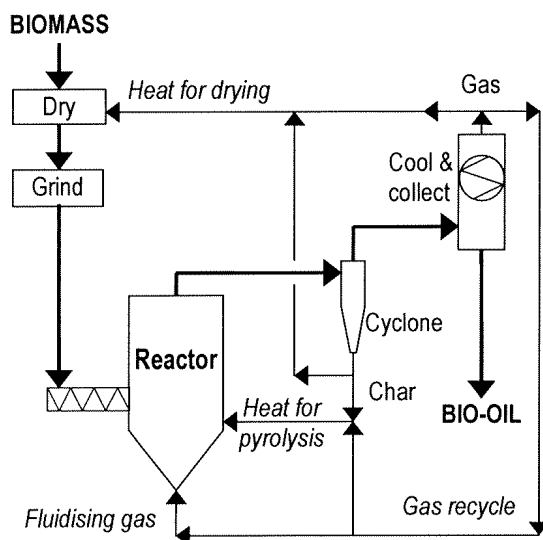 BIOMASS
Dry
Heat for drying
Gas
Grind
Cool &
collect
Reactor
Cyclone
Char
Heat for
pyrolysis
BIO-OIL
Fluidising gas
Gas recycle